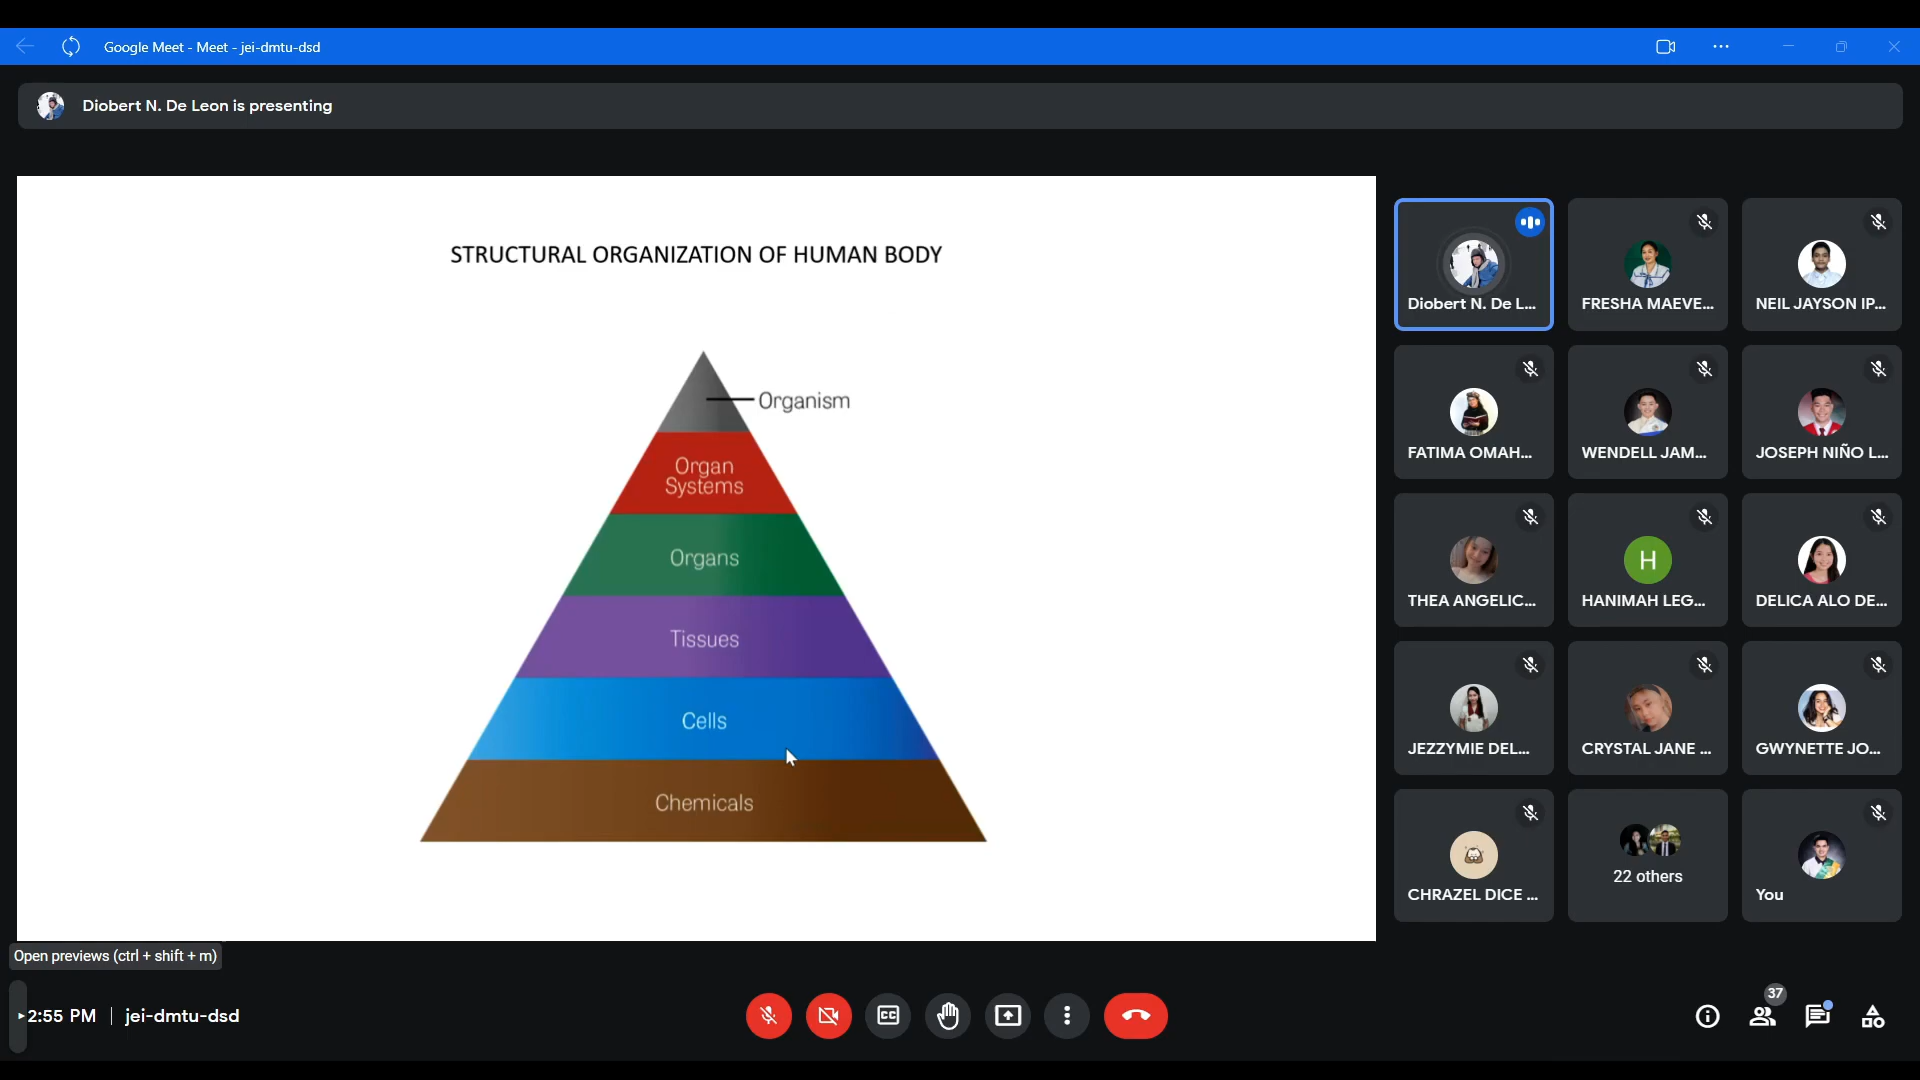 Google Meet - Meet - jei-dmtu-dsd
Diobert N. De Leon is presenting
STRUCTURAL ORGANIZATION OF HUMAN BODY
Organism
Organ
Systems
Organs
Tissues
Cells
Chemicals
Diobert N. De L...
FRESHA MAEVE...
NEIL JAYSON IP...
FATIMA OMAH...
WENDELL JAM...
JOSEPH NIÑO L...
THEA ANGELIC...
H
HANIMAH LEG...
DELICA ALO DE...
JEZZYMIE DEL...
CRYSTAL JANE ...
GWYNETTE JO...
CHRAZEL DICE ...
22 others
You
Open previews (ctrl + shift + m)
2:55 PM | jei-dmtu-dsd
CC
37